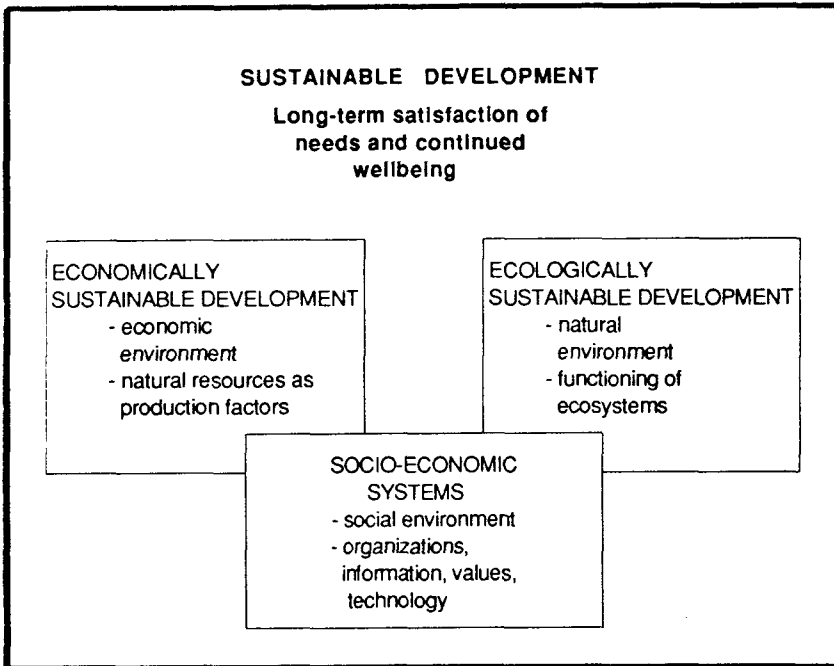 SUSTAINABLE DEVELOPMENT
Long-term satisfaction of
needs and continued
wellbeing
ECONOMICALLY
SUSTAINABLE DEVELOPMENT
- economic
environment
- natural resources as
production factors
ECOLOGICALLY
SUSTAINABLE DEVELOPMENT
- natural
environment
- functioning of
ecosystems
SOCIO-ECONOMIC
SYSTEMS
- social environment
- organizations,
information, values,
technology